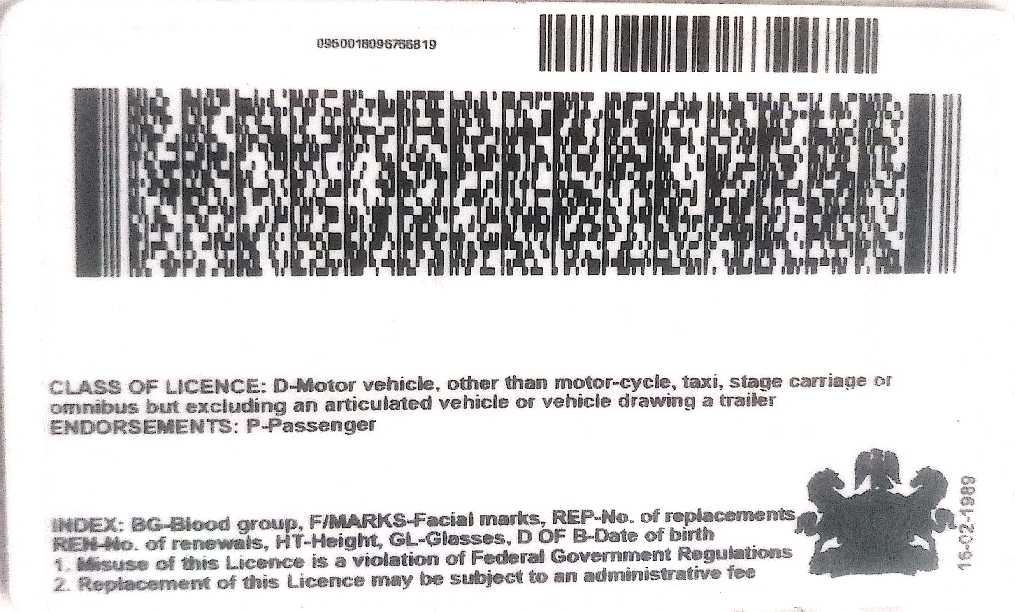 0950018096766819
CLASS OF LICENCE: D-Motor vehicle, other than motor-cycle, taxi, stage carriage or
omnibus but excluding an articulated vehicle or vehicle drawing a trailer
ENDORSEMENTS: P-Passenger
INDEX: BG-Blood group, F/MARKS-Facial marks, REP-No. of replacements
REN-No. of renewals, HT-Height, GL-Glasses, D OF B-Date of birth
1. Misuse of this Licence is a violation of Federal Government Regulations
2. Replacement of this Licence may be subject to an administrative fee
16-02-1989